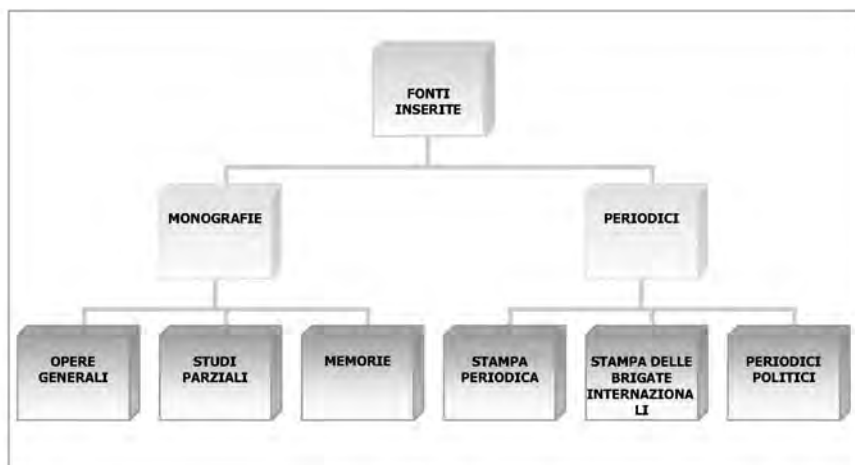 FONTI
INSERITE
MONOGRAFIE
PERIODICI
OPERE
GENERALI
STUDI
PARZIALI
MEMORIE
STAMPA
PERIODICA
STAMPA DELLE
BRIGATE
INTERNAZIONA
LI
PERIODICI
POLITICI